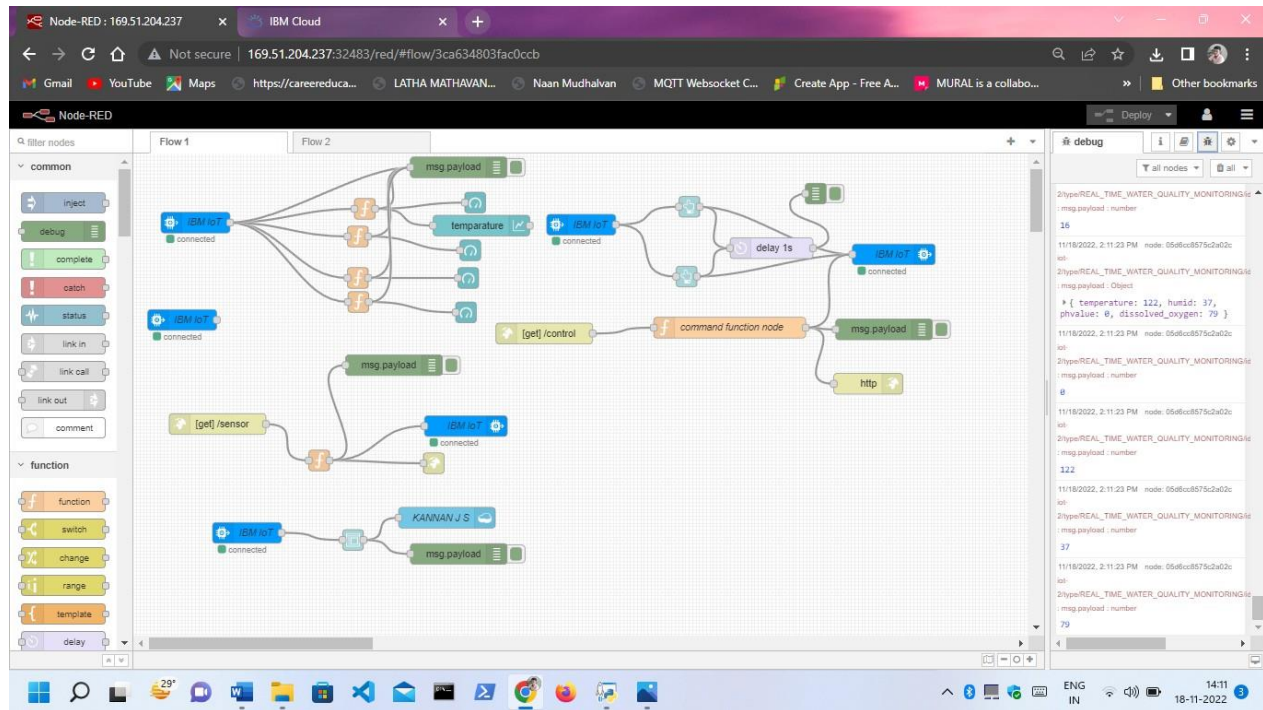 Node-RED : 169.51.204.237
IBM Cloud
Not secure | 169.51.204.237:32483/red/#flow/3ca634803fac0ccb
Gmail YouTube Maps https://careereduca... LATHA MATHAVAN... Naan Mudhalvan MQTT Websocket C... Create App - Free A... MURAL is a collabo... » Other bookmarks
Node-RED
Deploy
filter nodes
Flow 1
Flow 2
debug
all nodes
all
common
inject
debug
complete
catch
status
link in
link call
link out
comment
function
function
switch
change
range
template
delay
msg.payload
IBM IoT
connected
temparature
IBM IoT
connected
delay 1s
IBM IoT
connected
IBM IoT
connected
[get] /control
command function node
msg.payload
http
msg.payload
[get] /sensor
IBM IoT
connected
IBM IoT
connected
KANNAN J S
msg.payload
2/type/REAL_TIME_WATER_QUALITY_MONITORING/id
: msg.payload : number
16
11/18/2022, 2:11:23 PM node: 05d6cc8575c2a02c
iot-
2/type/REAL_TIME_WATER_QUALITY_MONITORING/id
: msg.payload : Object
{ temperature: 122, humid: 37,
phvalue: 0, dissolved_oxygen: 79 }
11/18/2022, 2:11:23 PM node: 05d6cc8575c2a02c
iot-
2/type/REAL_TIME_WATER_QUALITY_MONITORING/id
: msg.payload : number
0
11/18/2022, 2:11:23 PM node: 05d6cc8575c2a02c
iot-
2/type/REAL_TIME_WATER_QUALITY_MONITORING/id
: msg.payload : number
122
11/18/2022, 2:11:23 PM node: 05d6cc8575c2a02c
iot-
2/type/REAL_TIME_WATER_QUALITY_MONITORING/id
: msg.payload : number
37
11/18/2022, 2:11:23 PM node: 05d6cc8575c2a02c
iot-
2/type/REAL_TIME_WATER_QUALITY_MONITORING/id
: msg.payload : number
79
29°
ENG
IN
14:11
18-11-2022
3